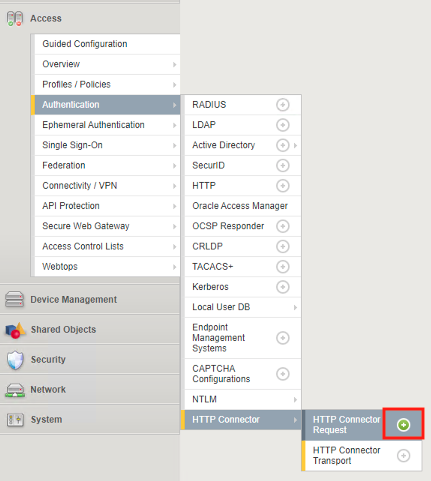 Access
Guided Configuration
Overview
Profiles / Policies
Authentication
Ephemeral Authentication
Single Sign-On
Federation
Connectivity / VPN
API Protection
Secure Web Gateway
Access Control Lists
Webtops
Device Management
Shared Objects
Security
Network
System
RADIUS
LDAP
Active Directory
SecurID
HTTP
Oracle Access Manager
OCSP Responder
CRLDP
TACACS+
Kerberos
Local User DB
Endpoint
Management
Systems
CAPTCHA
Configurations
NTLM
HTTP Connector
HTTP Connector
Request
HTTP Connector
Transport